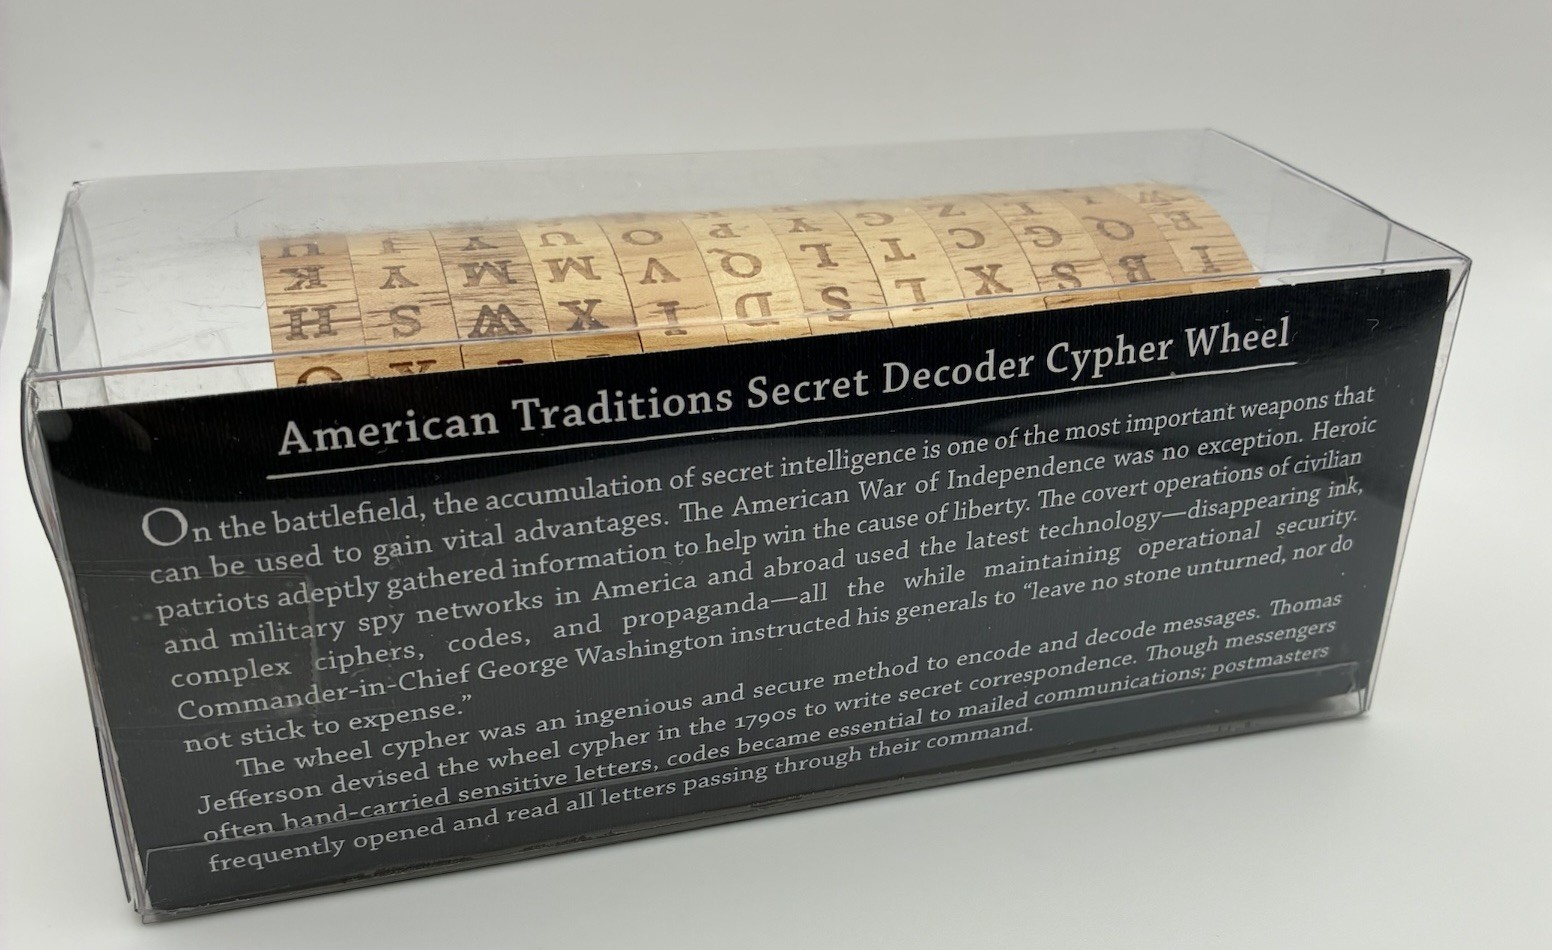 American Traditions Secret Decoder Cypher Wheel
On the battlefield, the accumulation of secret intelligence is one of the most important weapons that
can be used to gain vital advantages. The American War of Independence was no exception. Heroic
patriots adeptly gathered information to help win the cause of liberty. The covert operations of civilian
and military spy networks in America and abroad used the latest technology—disappearing ink,
complex ciphers, codes, and propaganda—all the while maintaining operational security.
Commander-in-Chief George Washington instructed his generals to “leave no stone unturned, nor do
not stick to expense.”
The wheel cypher was an ingenious and secure method to encode and decode messages. Thomas
Jefferson devised the wheel cypher in the 1790s to write secret correspondence. Though messengers
often hand-carried sensitive letters, codes became essential to mailed communications; postmasters
frequently opened and read all letters passing through their command.